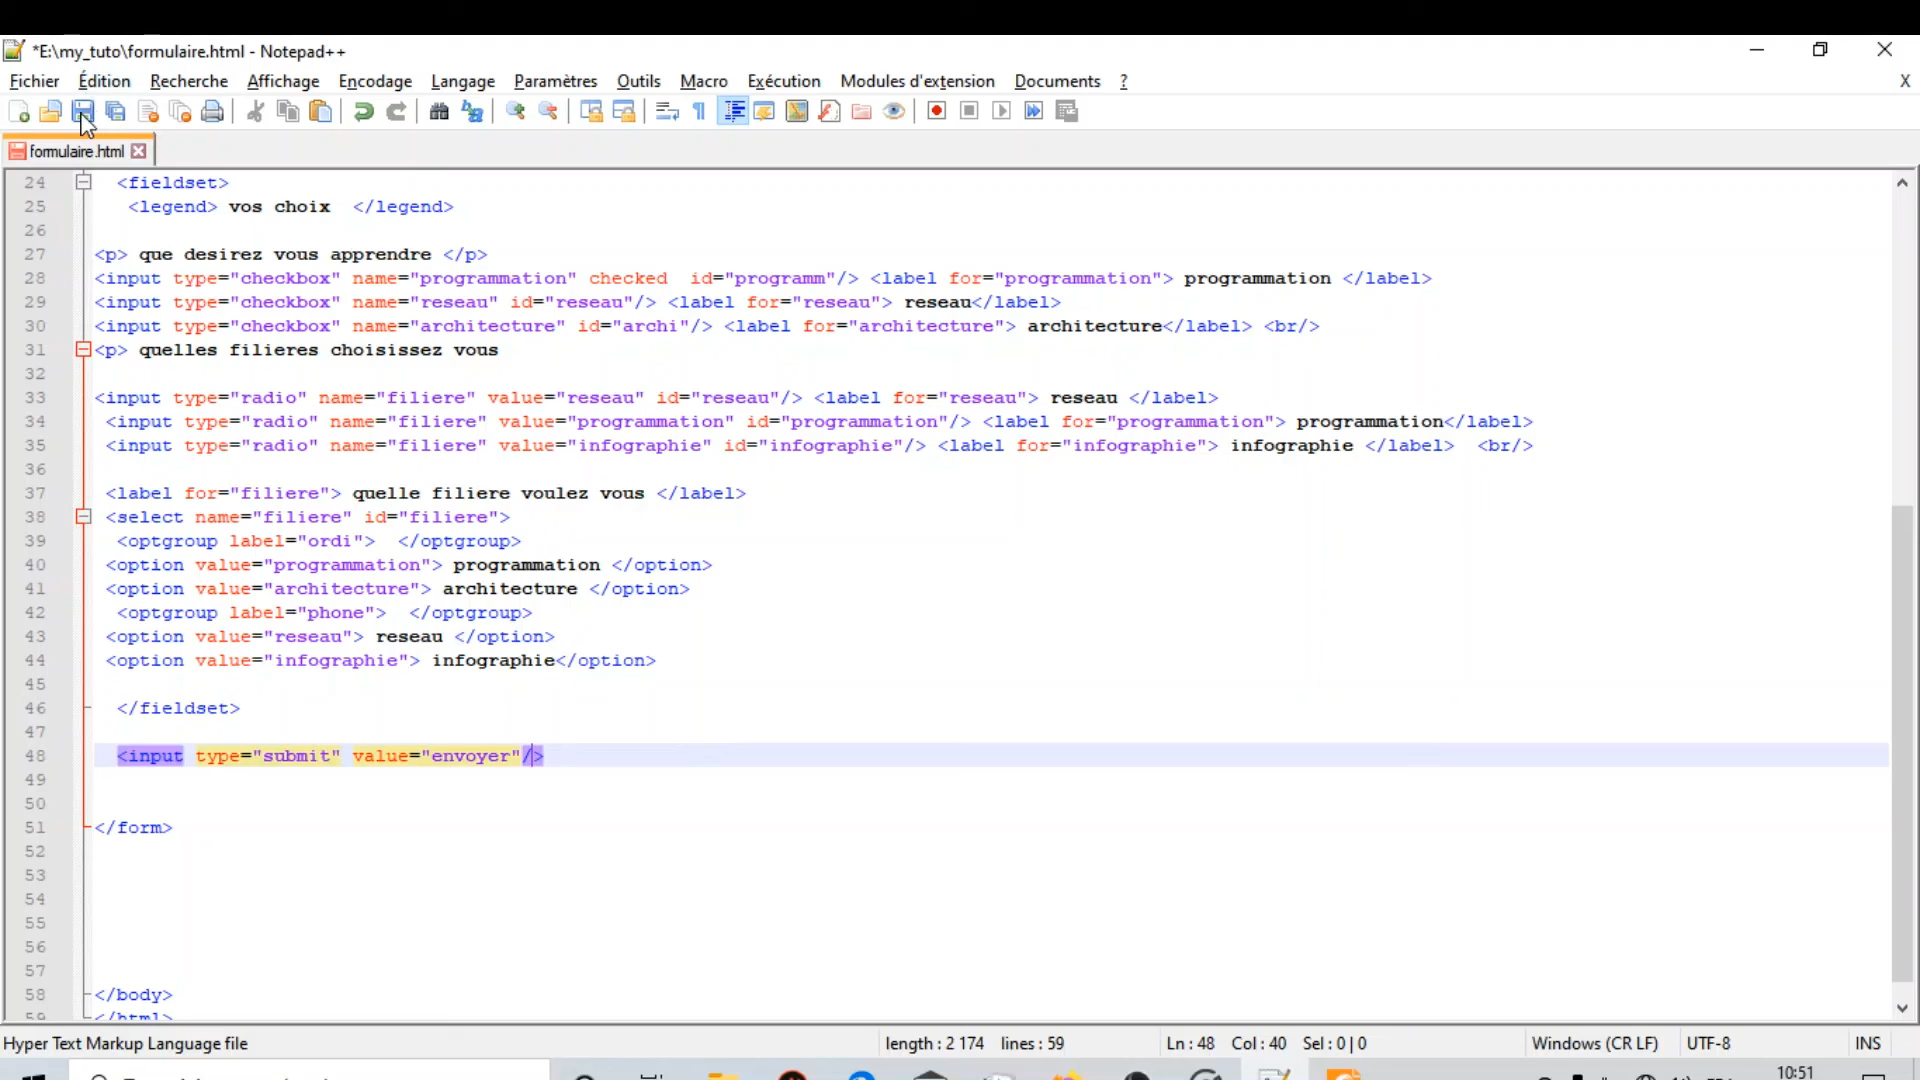 *E:\my_tuto\formulaire.html - Notepad++
Fichier Édition Recherche Affichage Encodage Langage Paramètres Outils Macro Exécution Modules d'extension Documents ? X
formulaire.html
24 <fieldset>
25 <legend> vos choix </legend>
26
27 <p> que desirez vous apprendre </p>
28 <input type="checkbox" name="programmation" checked id="programm"/> <label for="programmation"> programmation </label>
29 <input type="checkbox" name="reseau" id="reseau"/> <label for="reseau"> reseau</label>
30 <input type="checkbox" name="architecture" id="archi"/> <label for="architecture"> architecture</label> <br/>
31 <p> quelles filieres choisissez vous
32
33 <input type="radio" name="filiere" value="reseau" id="reseau"/> <label for="reseau"> reseau </label>
34 <input type="radio" name="filiere" value="programmation" id="programmation"/> <label for="programmation"> programmation</label>
35 <input type="radio" name="filiere" value="infographie" id="infographie"/> <label for="infographie"> infographie </label> <br/>
36
37 <label for="filiere"> quelle filiere voulez vous </label>
38 <select name="filiere" id="filiere">
39 <optgroup label="ordi"> </optgroup>
40 <option value="programmation"> programmation </option>
41 <option value="architecture"> architecture </option>
42 <optgroup label="phone"> </optgroup>
43 <option value="reseau"> reseau </option>
44 <option value="infographie"> infographie</option>
45
46 </fieldset>
47
48 <input type="submit" value="envoyer"/>
49
50
51 </form>
52
53
54
55
56
57
58 </body>
59 </html>
Hyper Text Markup Language file length : 2 174 lines : 59 Ln : 48 Col : 40 Sel : 0 | 0 Windows (CR LF) UTF-8 INS
10:51